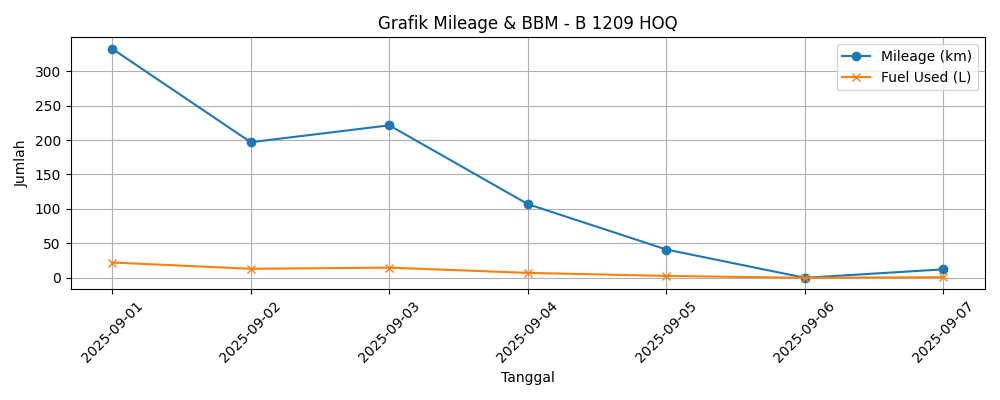 Grafik Mileage & BBM - B 1209 HOQ
Mileage (km)
Fuel Used (L)
Jumlah
300
250
200
150
100
50
0
2025-09-01
2025-09-02
2025-09-03
2025-09-04
2025-09-05
2025-09-06
2025-09-07
Tanggal